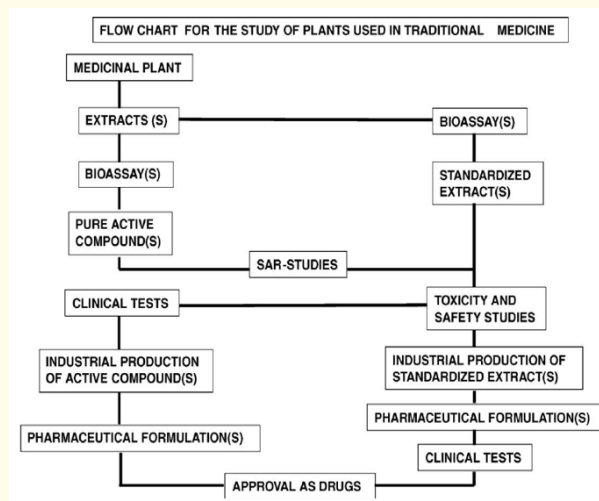 FLOW CHART FOR THE STUDY OF PLANTS USED IN TRADITIONAL MEDICINE
MEDICINAL PLANT
EXTRACTS (S)
BIOASSAY(S)
BIOASSAY(S)
STANDARDIZED
EXTRACT(S)
PURE ACTIVE
COMPOUND(S)
SAR-STUDIES
CLINICAL TESTS
TOXICITY AND
SAFETY STUDIES
INDUSTRIAL PRODUCTION
OF ACTIVE COMPOUND(S)
INDUSTRIAL PRODUCTION OF
STANDARDIZED EXTRACT(S)
PHARMACEUTICAL FORMULATION(S)
PHARMACEUTICAL FORMULATION(S)
CLINICAL TESTS
APPROVAL AS DRUGS